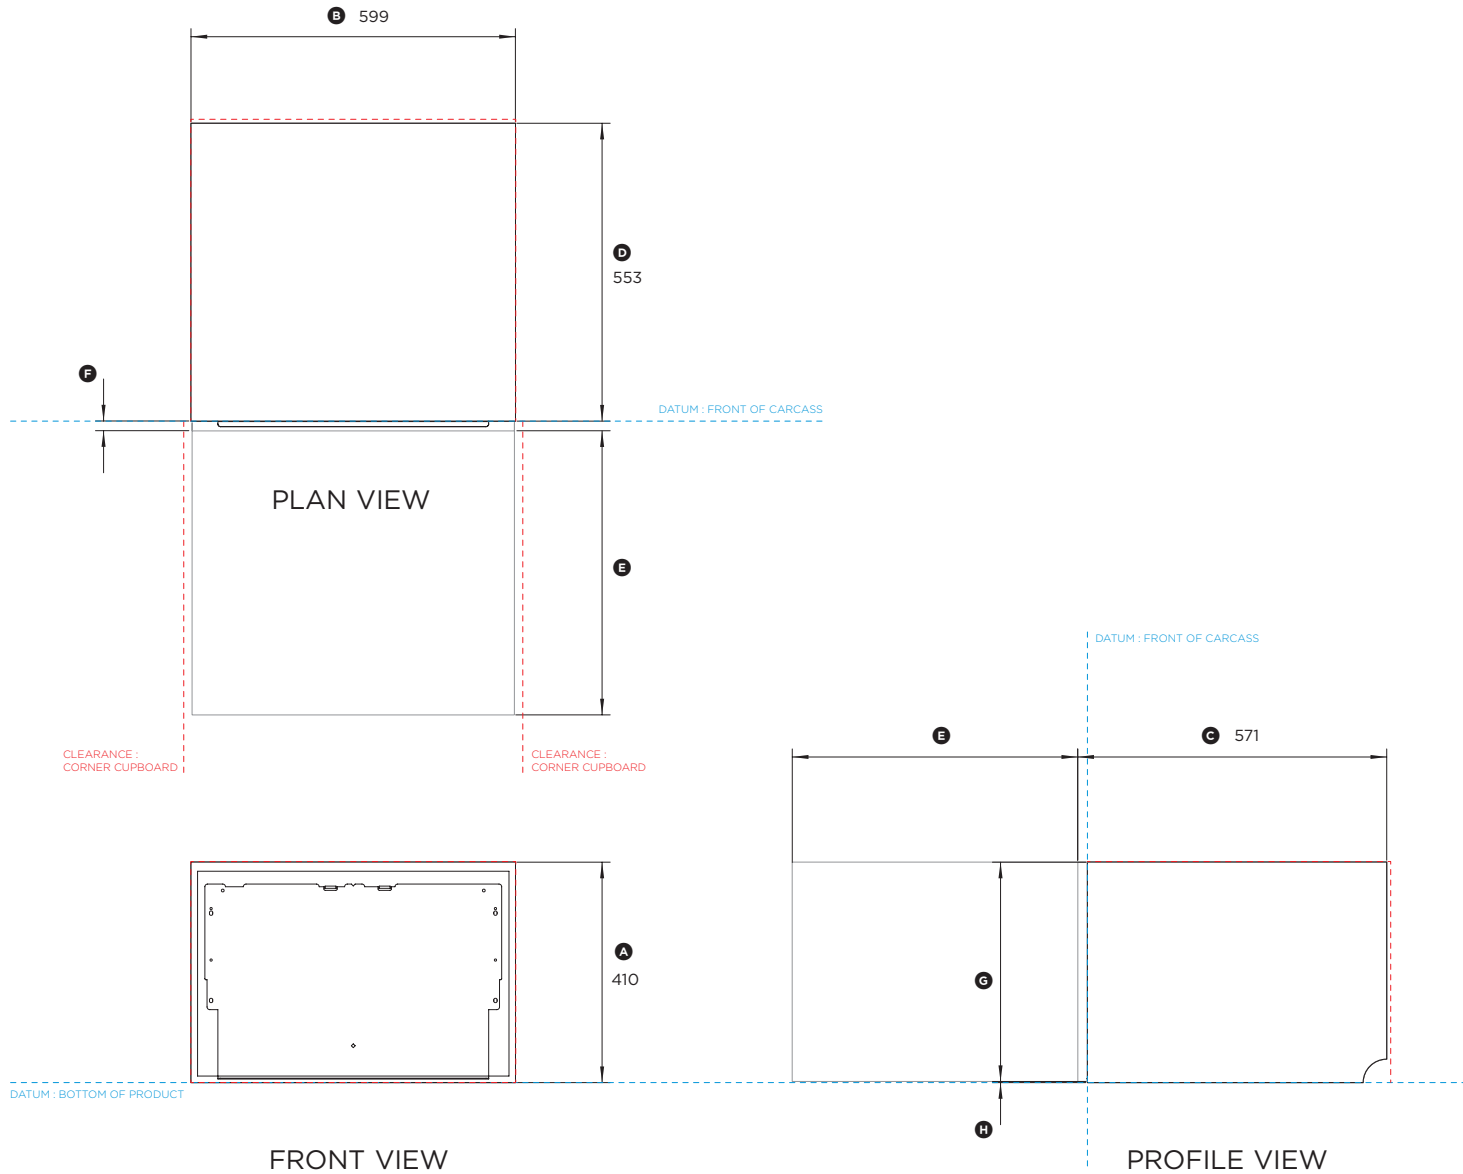 B 599
D
553
F
DATUM : FRONT OF CARCASS
PLAN VIEW
E
DATUM : FRONT OF CARCASS
CLEARANCE :
CORNER CUPBOARD
CLEARANCE :
CORNER CUPBOARD
E
C 571
A
410
G
DATUM : BOTTOM OF PRODUCT
H
FRONT VIEW
PROFILE VIEW